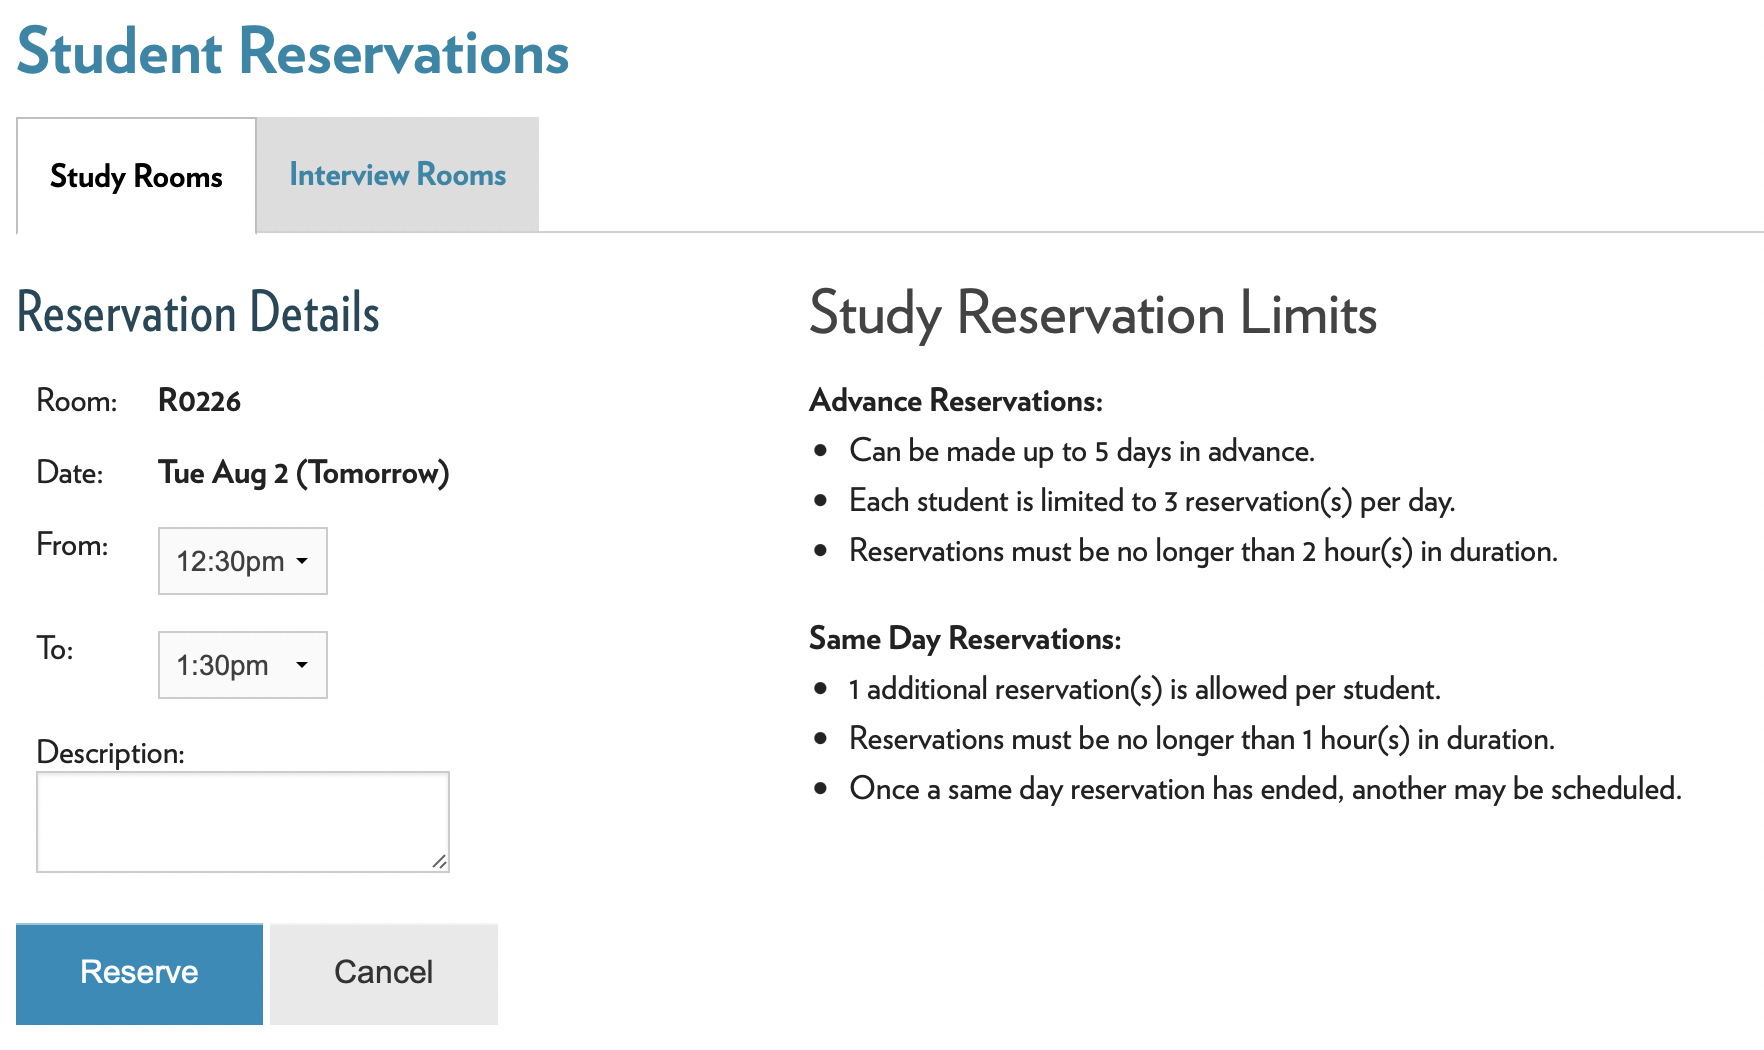 Student Reservations
Study Rooms
Interview Rooms
Reservation Details
Room: R0226
Date: Tue Aug 2 (Tomorrow)
From: 12:30pm
To: 1:30pm
Description:
Reserve
Cancel
Study Reservation Limits
Advance Reservations:
Can be made up to 5 days in advance.
Each student is limited to 3 reservation(s) per day.
Reservations must be no longer than 2 hour(s) in duration.
Same Day Reservations:
1 additional reservation(s) is allowed per student.
Reservations must be no longer than 1 hour(s) in duration.
Once a same day reservation has ended, another may be scheduled.